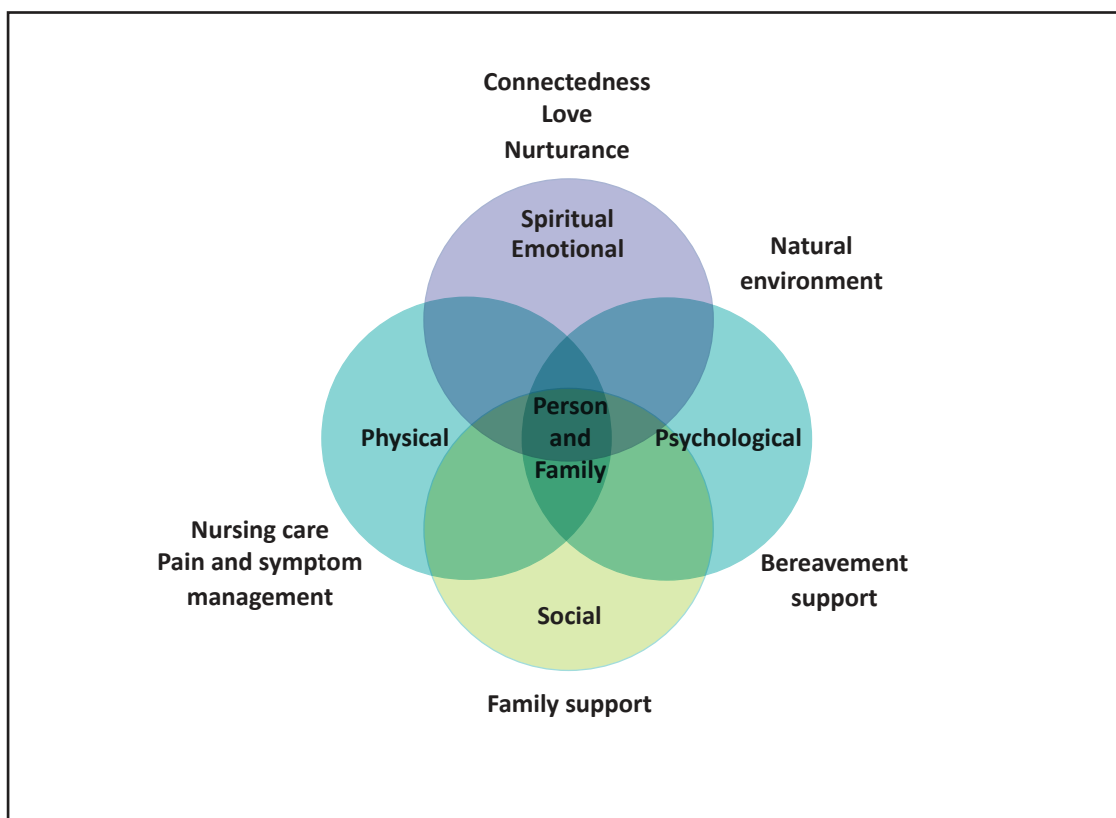 Connectedness
Love
Nurturance
Spiritual
Emotional
Natural
environment
Physical
Person
and
Family
Psychological
Nursing care
Pain and symptom
management
Bereavement
support
Social
Family support